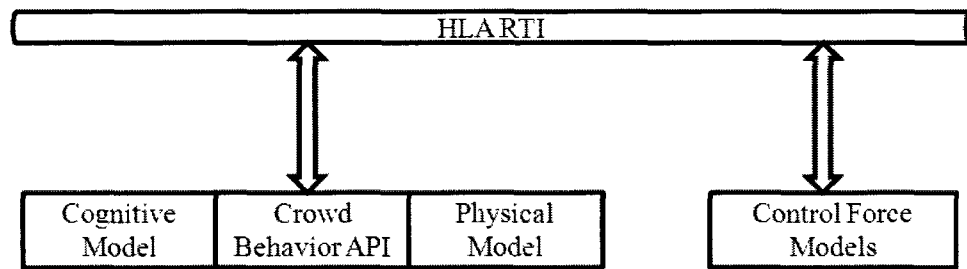 HLA RTI
Cognitive
Model
Crowd
Behavior API
Physical
Model
Control Force
Models